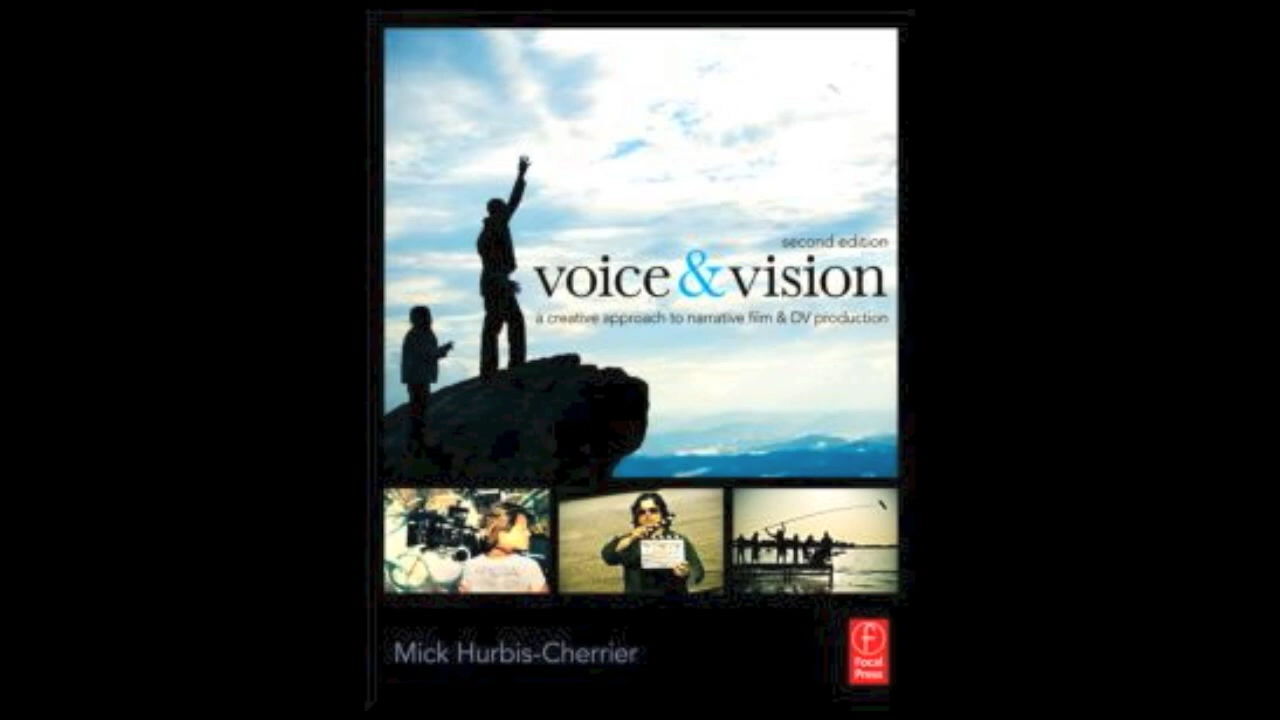 second edition
voice & vision
a creative approach to narrative film & DV production
Mick Hurbis-Cherrier
f
Focal
Press